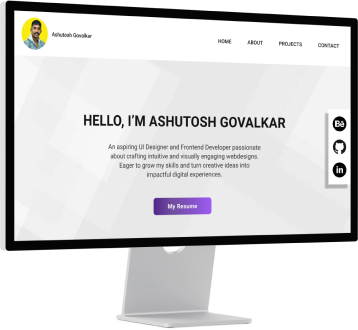 Ashutosh Govalkar
HOME
ABOUT
PROJECTS
CONTACT
HELLO, I'M ASHUTOSH GOVALKAR
An aspiring UI Designer and Frontend Developer passionate
about crafting intuitive and visually engaging webdesigns.
Eager to grow my skills and turn creative ideas into
impactful digital experiences.
My Resume
Bē
in